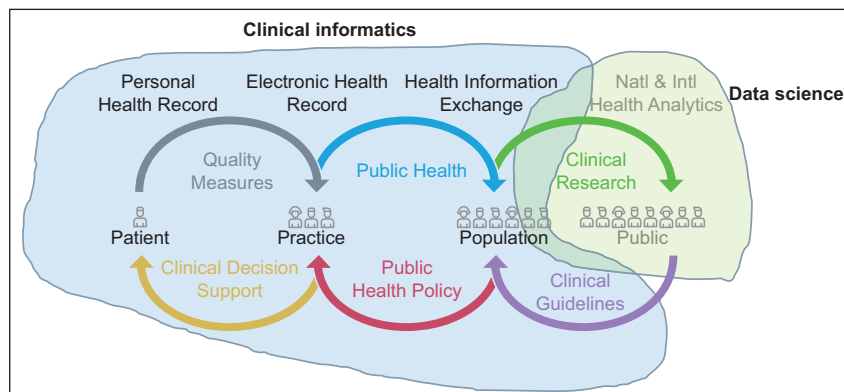 Clinical informatics
Personal
Health Record
Electronic Health
Record
Health Information
Exchange
Natl & Intl
Health Analytics
Data science
Quality
Measures
Public Health
Clinical
Research
Patient
Practice
Population
Public
Clinical Decision
Support
Public
Health Policy
Clinical
Guidelines